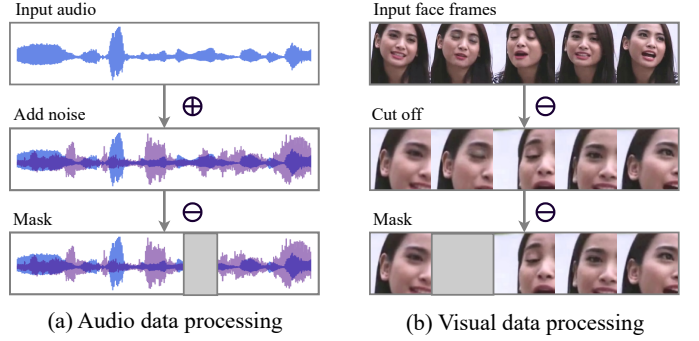 Input audio
Add noise
Mask
(a) Audio data processing
Input face frames
Cut off
Mask
(b) Visual data processing